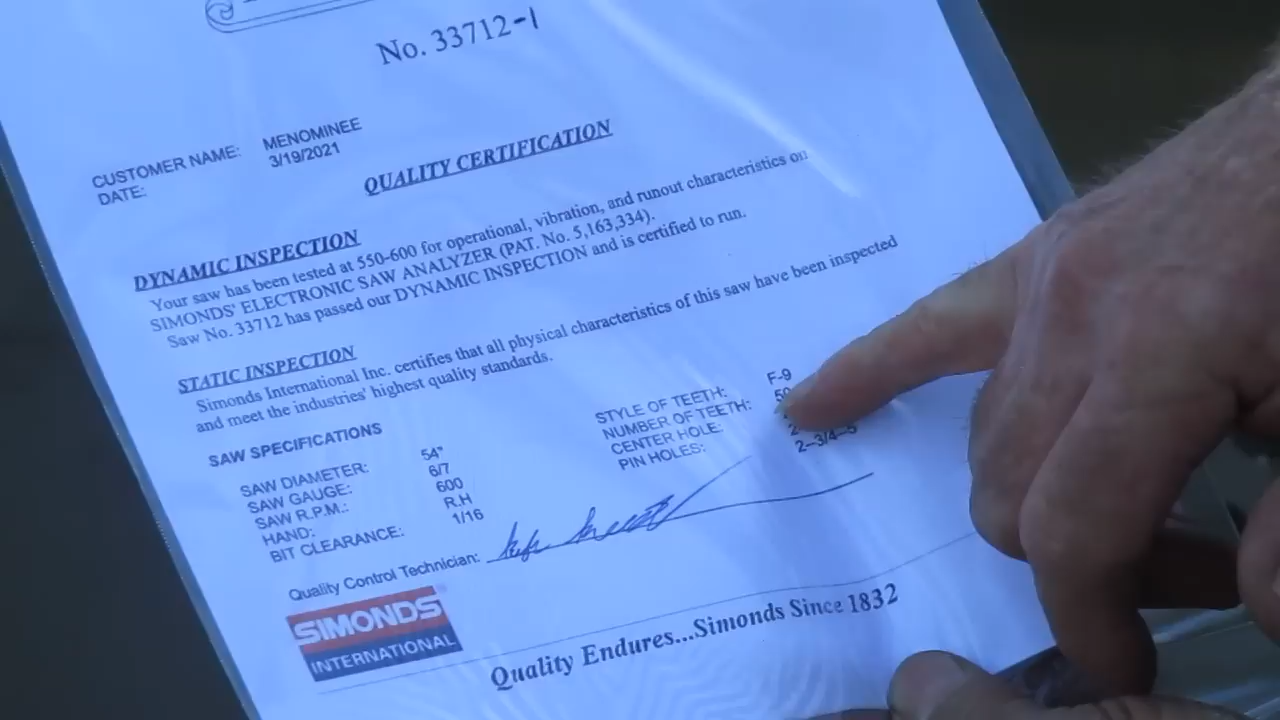 No. 33712-1
CUSTOMER NAME: MENOMINEE
DATE: 3/19/2021
QUALITY CERTIFICATION
DYNAMIC INSPECTION
Your saw has been tested at 550-600 for operational, vibration, and runout characteristics on
SIMONDS' ELECTRONIC SAW ANALYZER (PAT. No. 5,163,334).
Saw No. 33712 has passed our DYNAMIC INSPECTION and is certified to run.
STATIC INSPECTION
Simonds International Inc. certifies that all physical characteristics of this saw have been inspected
and meet the industries' highest quality standards.
SAW SPECIFICATIONS
SAW DIAMETER: 54"
SAW GAUGE: 6/7
SAW R.P.M.: 600
HAND: R.H
BIT CLEARANCE: 1/16
STYLE OF TEETH: F-9
NUMBER OF TEETH:
CENTER HOLE:
PIN HOLES: 2-3/4-5
Quality Control Technician:
SIMONDS
INTERNATIONAL
Quality Endures...Simonds Since 1832